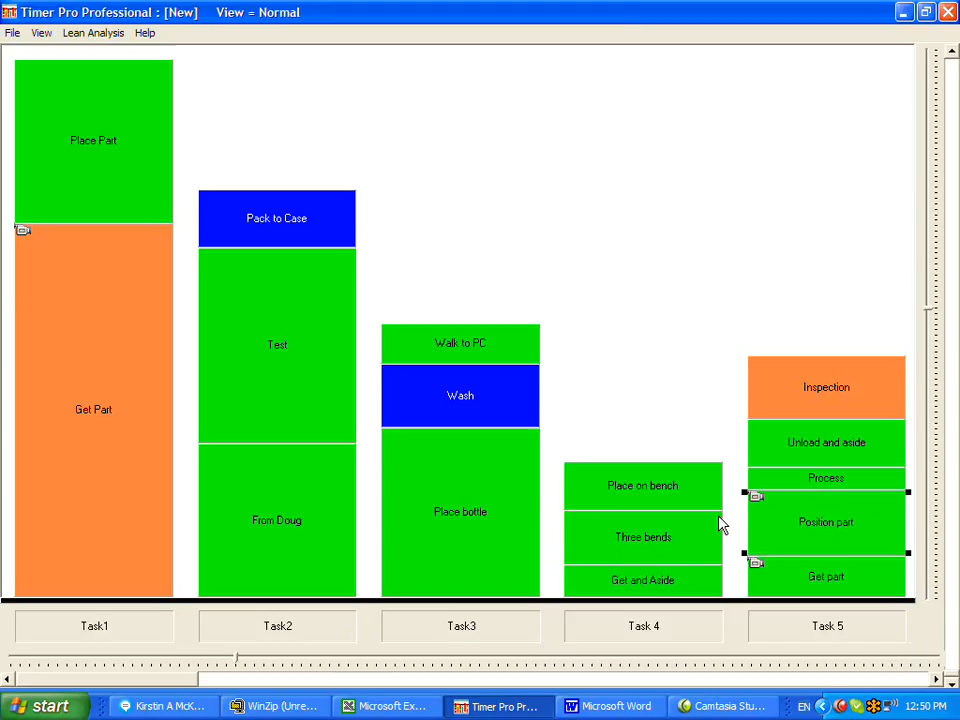 Timer Pro Professional : [New] View = Normal
File View Lean Analysis Help
Place Part
Get Part
Pack to Case
Test
From Doug
Walk to PC
Wash
Place bottle
Place on bench
Three bends
Get and Aside
Inspection
Unload and aside
Process
Position part
Get part
Task1 Task2 Task3 Task 4 Task 5
start Kirstin A McK... WinZip (Unre... Microsoft Ex... Timer Pro Pr... Microsoft Word Camtasia Stu... EN 12:50 PM